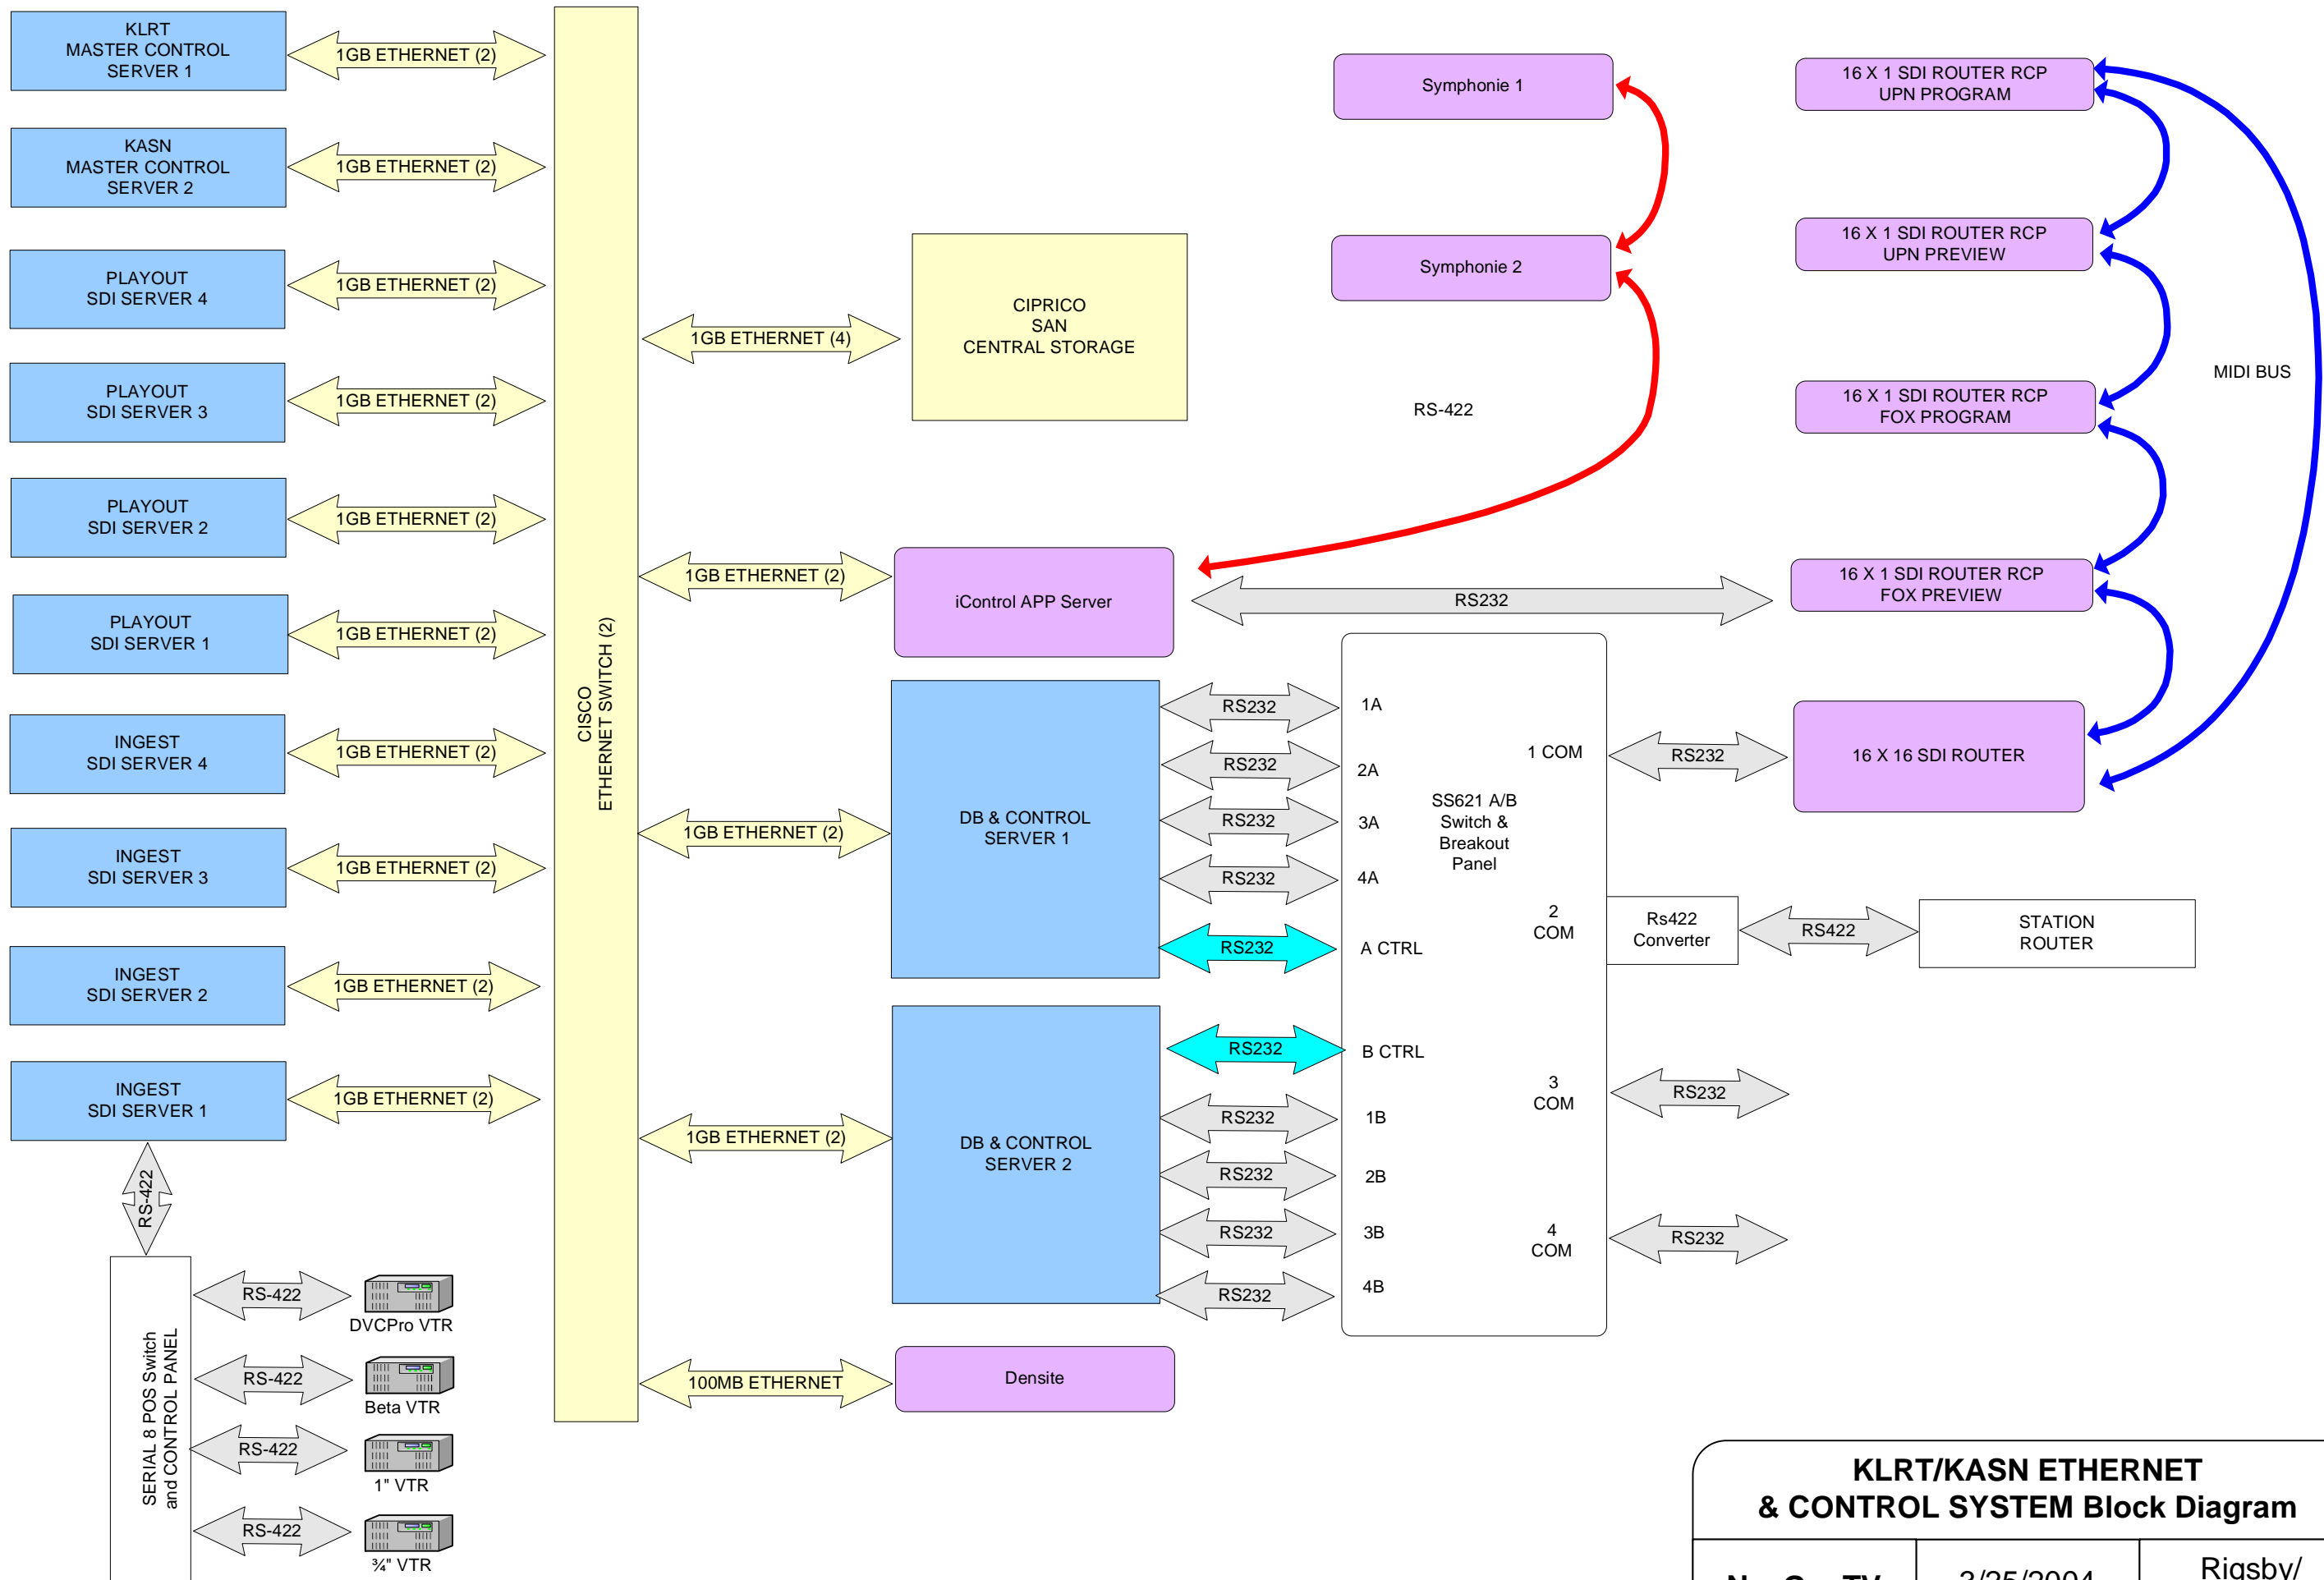 KLRT
MASTER CONTROL
SERVER 1
1GB ETHERNET (2)
KASN
MASTER CONTROL
SERVER 2
1GB ETHERNET (2)
PLAYOUT
SDI SERVER 4
1GB ETHERNET (2)
PLAYOUT
SDI SERVER 3
1GB ETHERNET (2)
PLAYOUT
SDI SERVER 2
1GB ETHERNET (2)
PLAYOUT
SDI SERVER 1
1GB ETHERNET (2)
INGEST
SDI SERVER 4
1GB ETHERNET (2)
INGEST
SDI SERVER 3
1GB ETHERNET (2)
INGEST
SDI SERVER 2
1GB ETHERNET (2)
INGEST
SDI SERVER 1
1GB ETHERNET (2)
RS-422
SERIAL 8 POS Switch
and CONTROL PANEL
RS-422
DVCPro VTR
RS-422
Beta VTR
RS-422
1" VTR
RS-422
¾" VTR
CISCO
ETHERNET SWITCH (2)
1GB ETHERNET (4)
CIPRICO
SAN
CENTRAL STORAGE
1GB ETHERNET (2)
iControl APP Server
1GB ETHERNET (2)
DB & CONTROL
SERVER 1
1GB ETHERNET (2)
DB & CONTROL
SERVER 2
100MB ETHERNET
Densite
Symphonie 1
Symphonie 2
RS-422
RS232
RS232
RS232
RS232
RS232
RS232
RS232
RS232
RS232
RS232
RS232
1A
2A
3A
4A
A CTRL
B CTRL
1B
2B
3B
4B
SS621 A/B
Switch &
Breakout
Panel
1 COM
2
COM
3
COM
4
COM
RS232
Rs422
Converter
RS422
STATION
ROUTER
RS232
RS232
16 X 1 SDI ROUTER RCP
UPN PROGRAM
16 X 1 SDI ROUTER RCP
UPN PREVIEW
16 X 1 SDI ROUTER RCP
FOX PROGRAM
16 X 1 SDI ROUTER RCP
FOX PREVIEW
16 X 16 SDI ROUTER
MIDI BUS
KLRT/KASN ETHERNET
& CONTROL SYSTEM Block Diagram
3/25/2004
Rigsby/